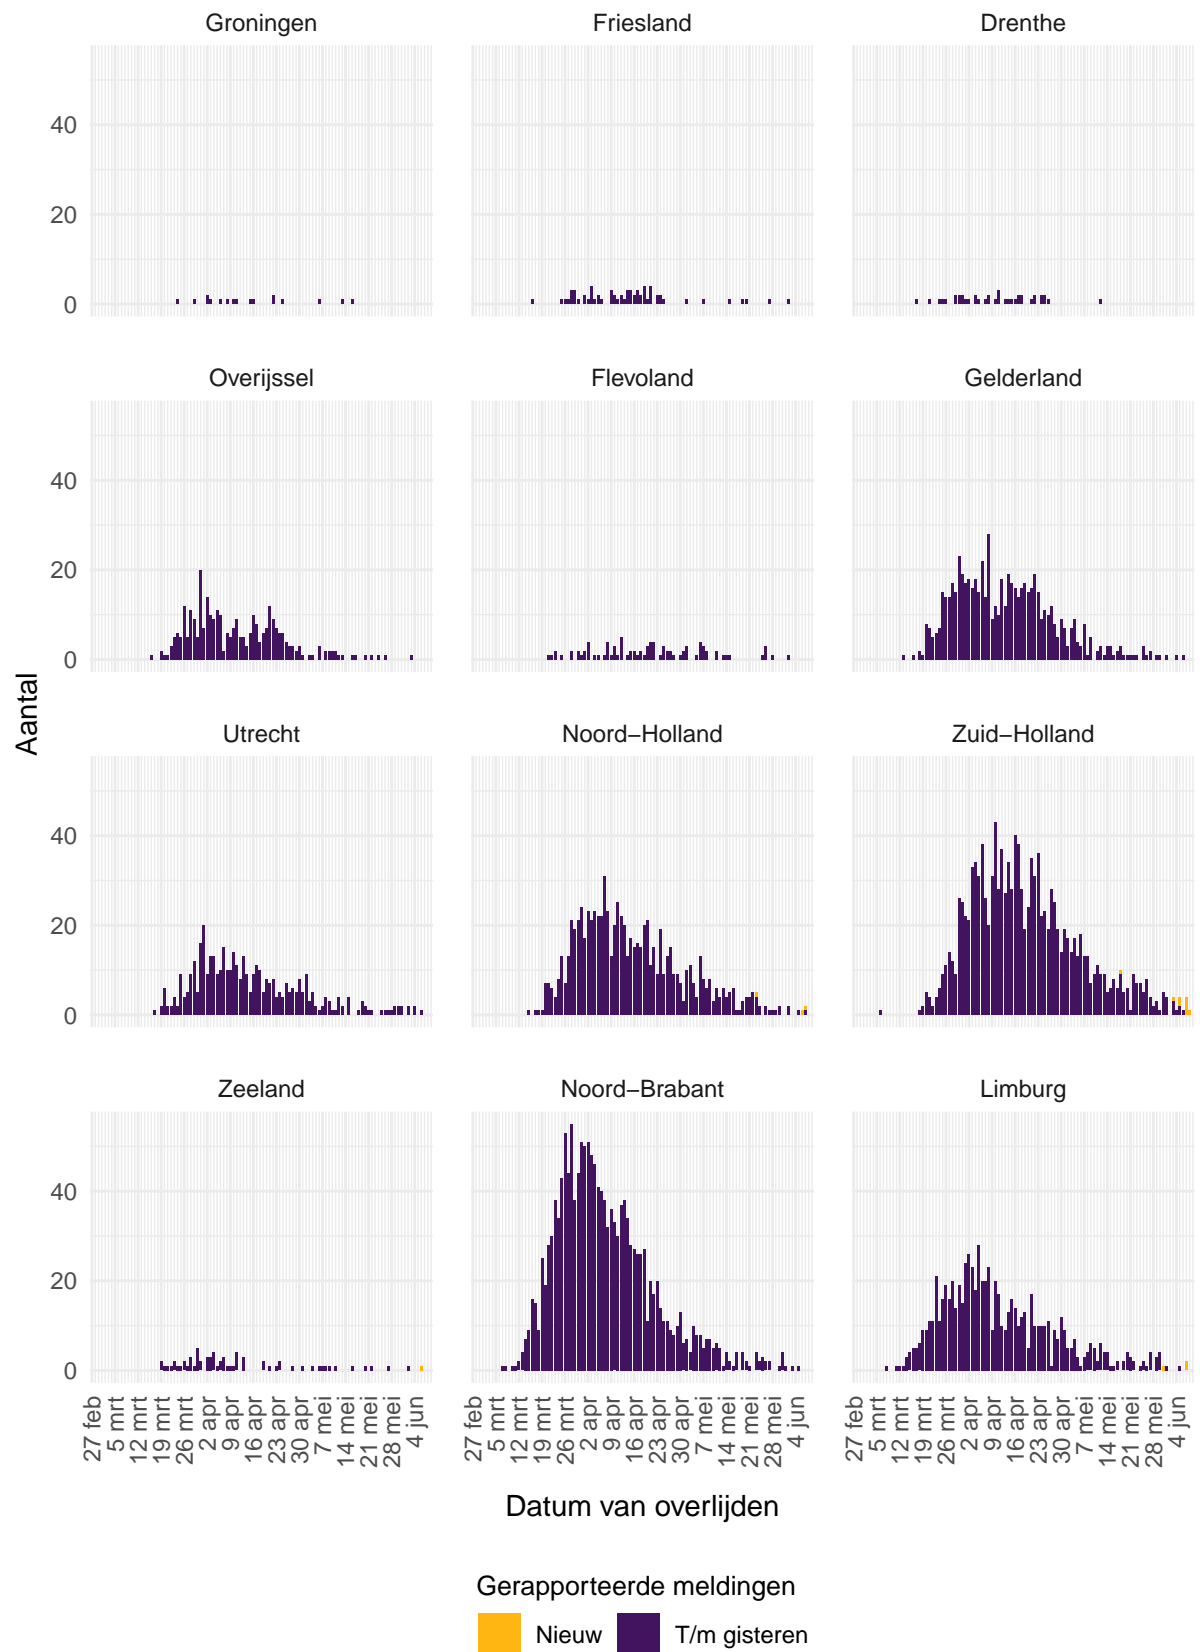 Groningen Friesland Drenthe
40
20
0
Overijssel Flevoland Gelderland
40
20
0
Aantal
Utrecht Noord−Holland Zuid−Holland
40
20
0
Zeeland Noord−Brabant Limburg
40
20
0
27 feb 5 mrt 12 mrt 19 mrt 26 mrt 2 apr 9 apr 16 apr 23 apr 30 apr 7 mei 14 mei 21 mei 28 mei 4 jun
27 feb 5 mrt 12 mrt 19 mrt 26 mrt 2 apr 9 apr 16 apr 23 apr 30 apr 7 mei 14 mei 21 mei 28 mei 4 jun
27 feb 5 mrt 12 mrt 19 mrt 26 mrt 2 apr 9 apr 16 apr 23 apr 30 apr 7 mei 14 mei 21 mei 28 mei 4 jun
Datum van overlijden
Gerapporteerde meldingen
Nieuw T/m gisteren